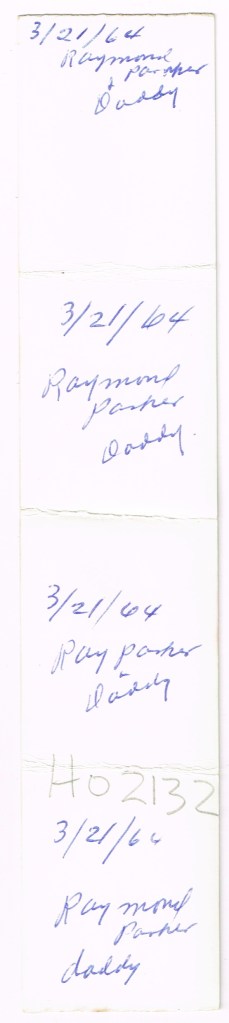 3/21/64
Raymond
Parker
&
Daddy
3/21/64
Raymond
Parker
Daddy.
3/21/64
Ray Parker
Daddy
HO2132
3/21/64
Raymond
Parker
daddy